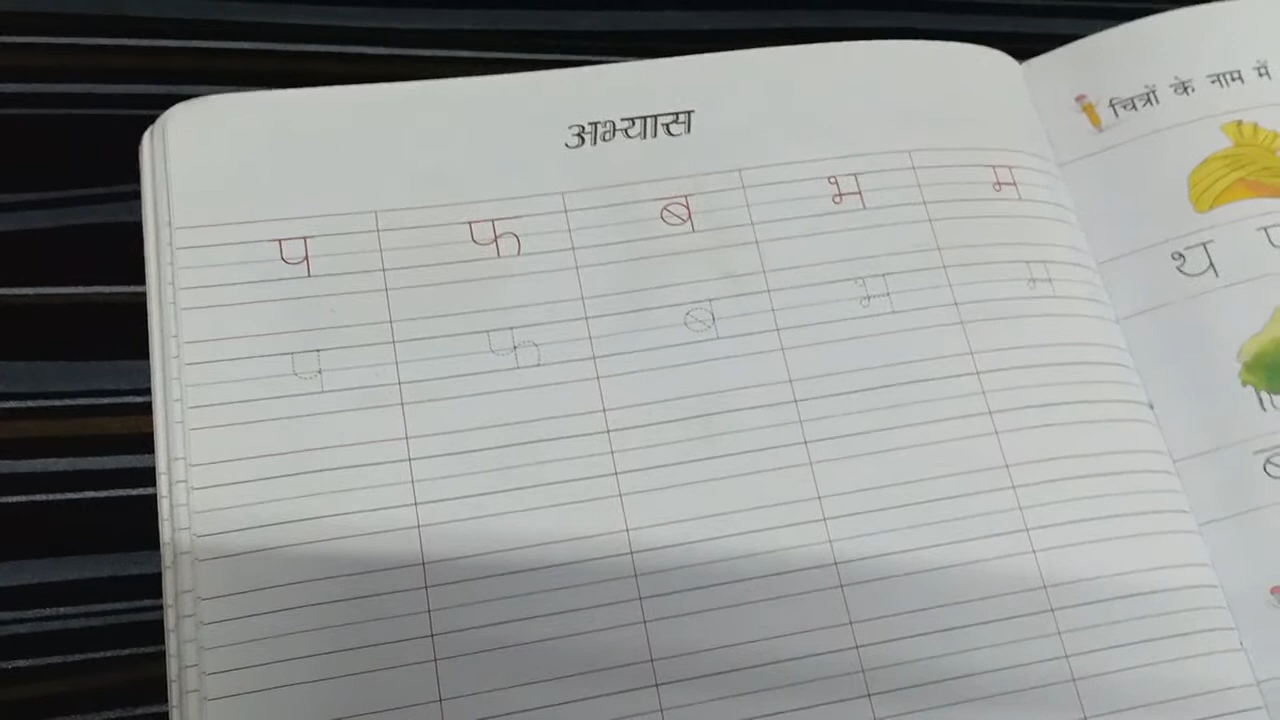 अभ्यास
प फ ब भ म
प फ ब भ म
चित्रों के नाम में
थ